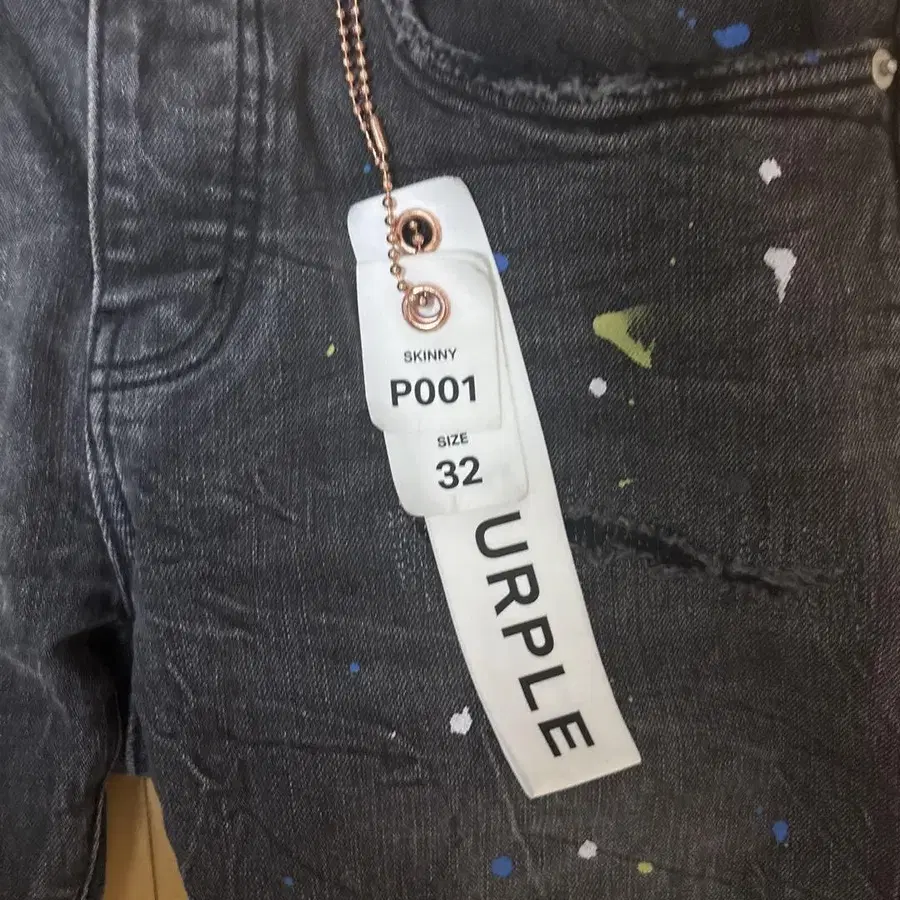 SKINNY
P001
SIZE
32
URPLE